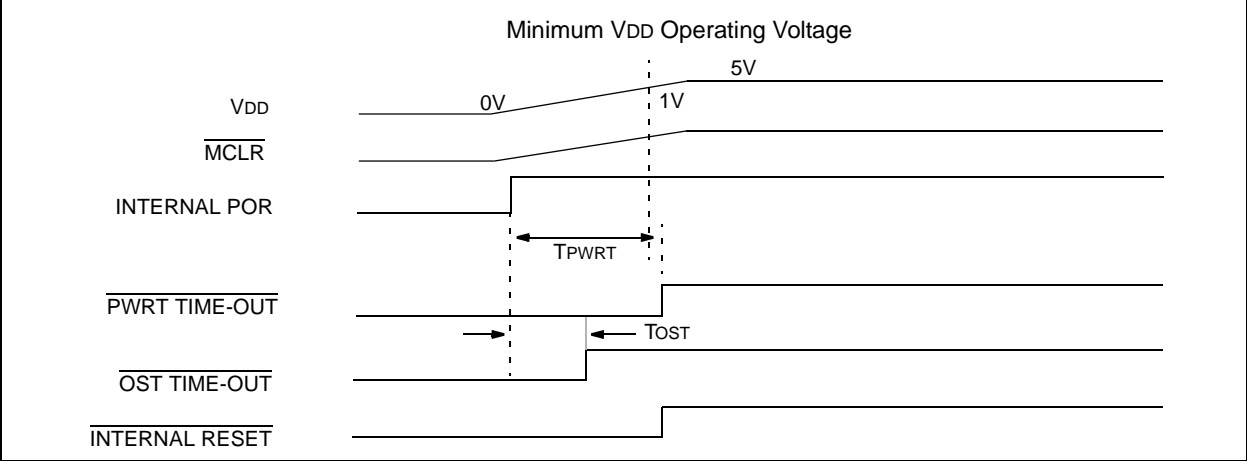 Minimum VDD Operating Voltage
5V
VDD
0V
1V
MCLR
INTERNAL POR
TPWRT
PWRT TIME-OUT
TOST
OST TIME-OUT
INTERNAL RESET